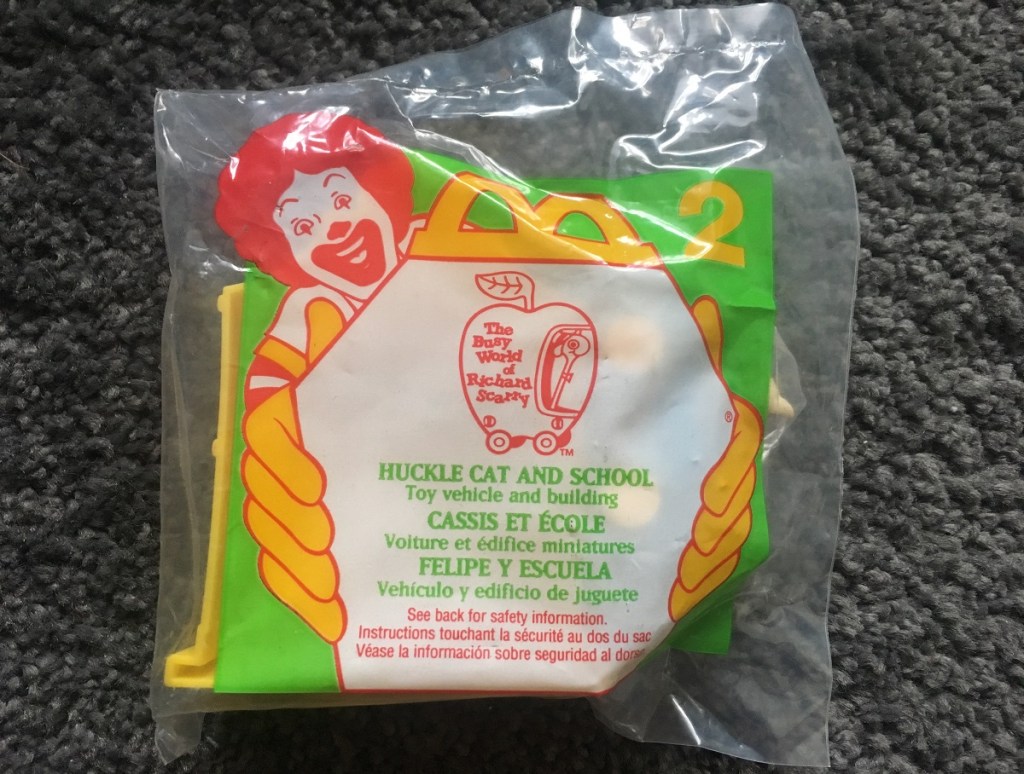 2
The
Busy
World
of
Richard
Scarry
TM
®
HUCKLE CAT AND SCHOOL
Toy vehicle and building
CASSIS ET ÉCOLE
Voiture et édifice miniatures
FELIPE Y ESCUELA
Vehículo y edificio de juguete
See back for safety information.
Instructions touchant la sécurité au dos du sac
Véase la información sobre seguridad al